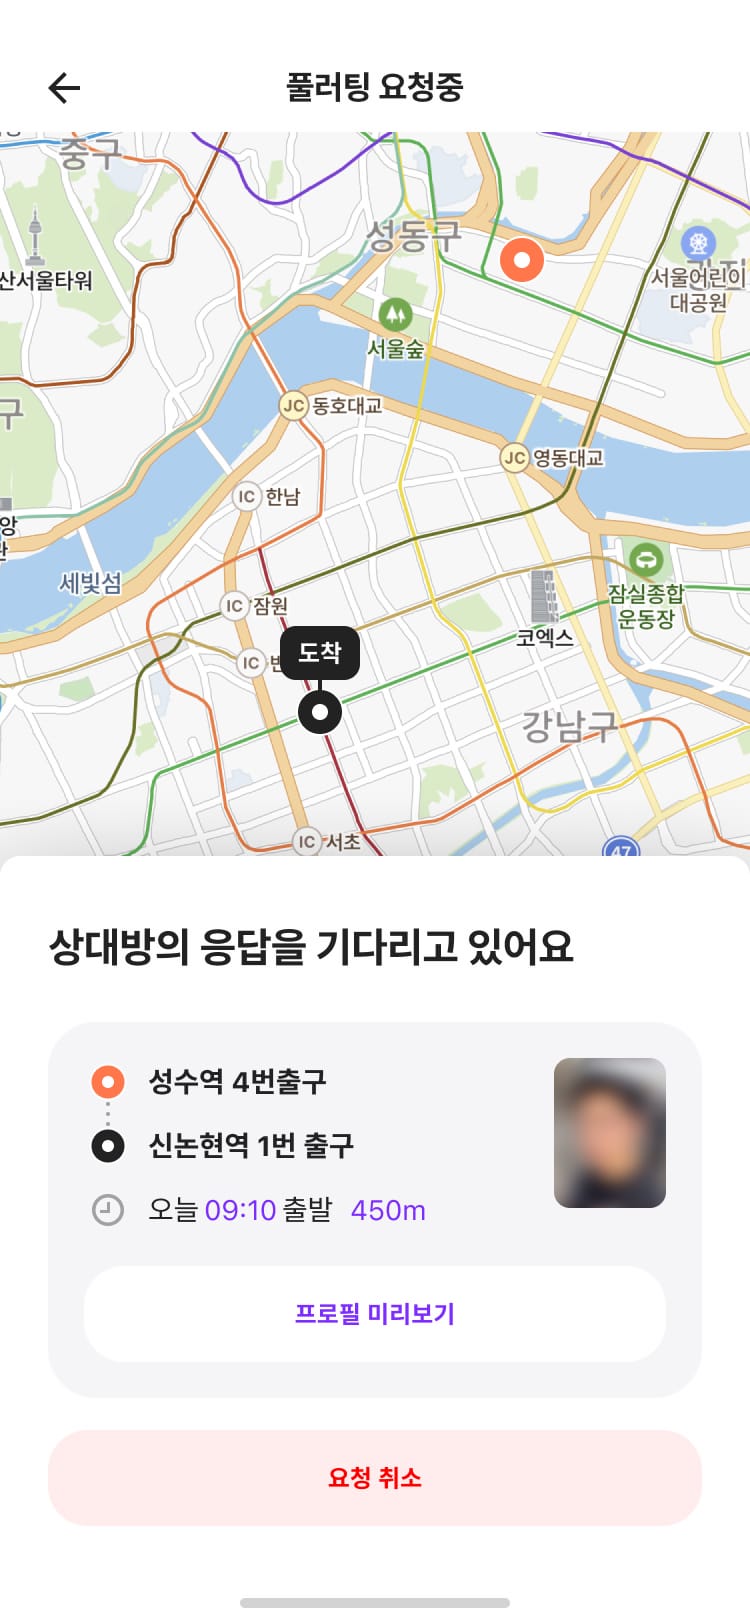 풀러팅 요청중
중구
성동구
산서울타워
서울어린이
대공원
서울숲
구
JC 동호대교
JC 영동대교
IC 한남
앙
관
세빛섬
IC 잠원
잠실종합
운동장
코엑스
도착
IC
강남구
IC 서초
47
상대방의 응답을 기다리고 있어요
성수역 4번출구
신논현역 1번 출구
오늘 09:10 출발 450m
프로필 미리보기
요청 취소